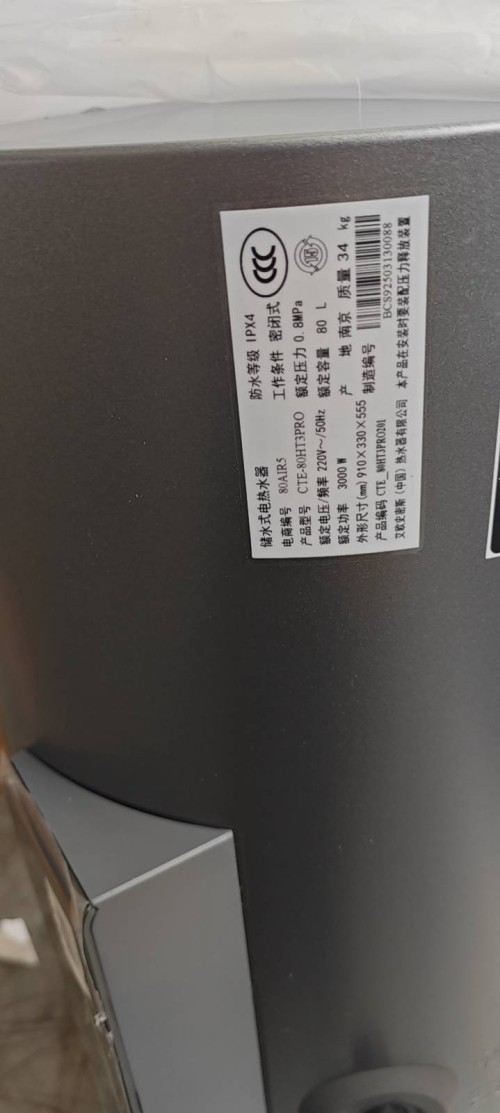 储水式电热水器
电商编号 80AIR5
产品型号 CTE-80HT3PRO
额定电压/频率 220V~/50Hz
额定功率 3000 W
外形尺寸(mm) 910×330×555
产品编码 CTE_80HT3PRO201
艾欧史密斯(中国)热水器有限公司
防水等级 IPX4
工作条件 密闭式
额定压力 0.8MPa
额定容量 80 L
产 地 南京 质量 34 kg
制造编号
BCS92503130088
本产品在安装时要装配压力释放装置
CCC
15